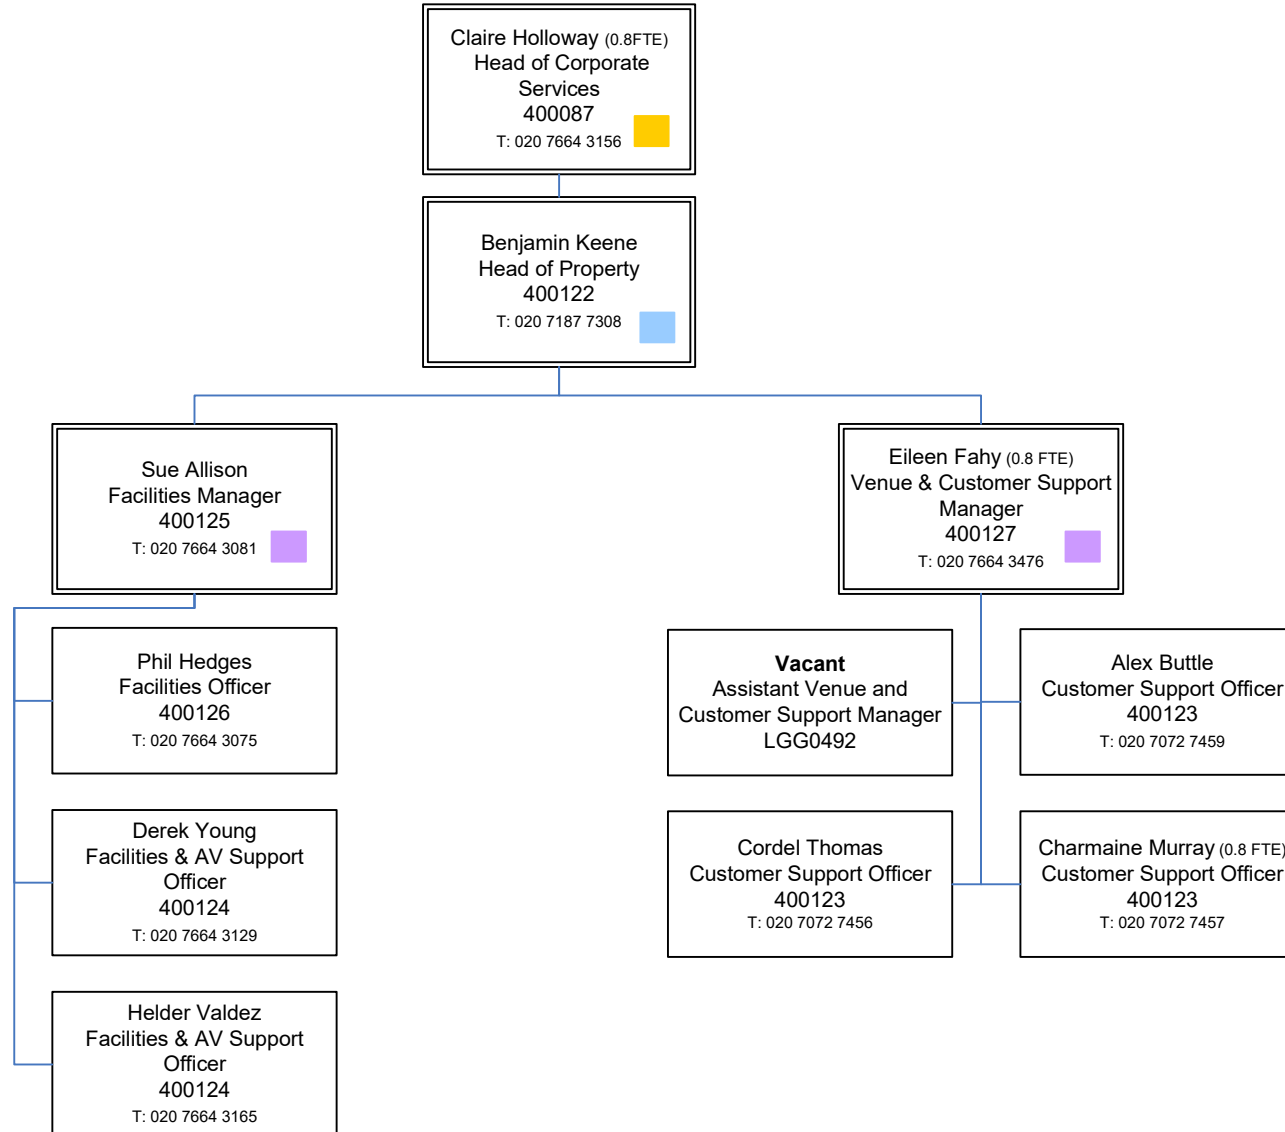 Claire Holloway (0.8FTE)
Head of Corporate
Services
400087
T: 020 7664 3156
Benjamin Keene
Head of Property
400122
T: 020 7187 7308
Sue Allison
Facilities Manager
400125
T: 020 7664 3081
Eileen Fahy (0.8 FTE)
Venue & Customer Support
Manager
400127
T: 020 7664 3476
Phil Hedges
Facilities Officer
400126
T: 020 7664 3075
Vacant
Assistant Venue and
Customer Support Manager
LGG0492
Alex Buttle
Customer Support Officer
400123
T: 020 7072 7459
Derek Young
Facilities & AV Support
Officer
400124
T: 020 7664 3129
Cordel Thomas
Customer Support Officer
400123
T: 020 7072 7456
Charmaine Murray (0.8 FTE)
Customer Support Officer
400123
T: 020 7072 7457
Helder Valdez
Facilities & AV Support
Officer
400124
T: 020 7664 3165